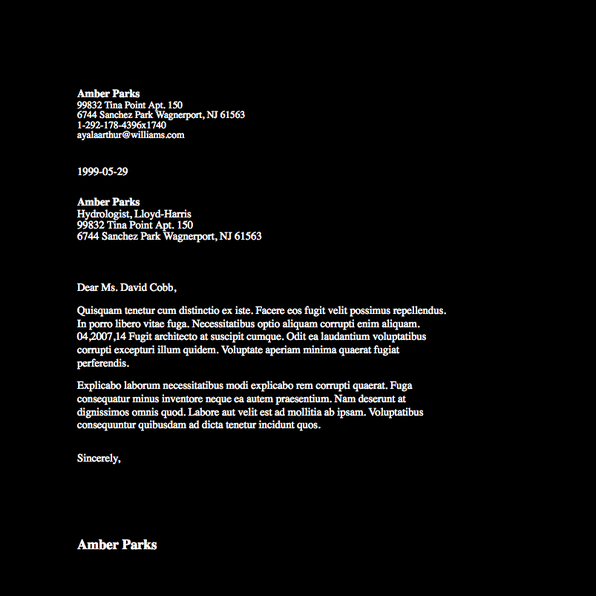 Amber Parks
99832 Tina Point Apt. 150
6744 Sanchez Park Wagnerport, NJ 61563
1-292-178-4396x1740
ayalaarthur@williams.com
1999-05-29
Amber Parks
Hydrologist, Lloyd-Harris
99832 Tina Point Apt. 150
6744 Sanchez Park Wagnerport, NJ 61563
Dear Ms. David Cobb,
Quisquam tenetur cum distinctio ex iste. Facere eos fugit velit possimus repellendus.
In porro libero vitae fuga. Necessitatibus optio aliquam corrupti enim aliquam.
04,2007,14 Fugit architecto at suscipit cumque. Odit ea laudantium voluptatibus
corrupti excepturi illum quidem. Voluptate aperiam minima quaerat fugiat
perferendis.
Explicabo laborum necessitatibus modi explicabo rem corrupti quaerat. Fuga
consequatur minus inventore neque ea autem praesentium. Nam deserunt at
dignissimos omnis quod. Labore aut velit est ad mollitia ab ipsam. Voluptatibus
consequuntur quibusdam ad dicta tenetur incidunt quos.
Sincerely,
Amber Parks